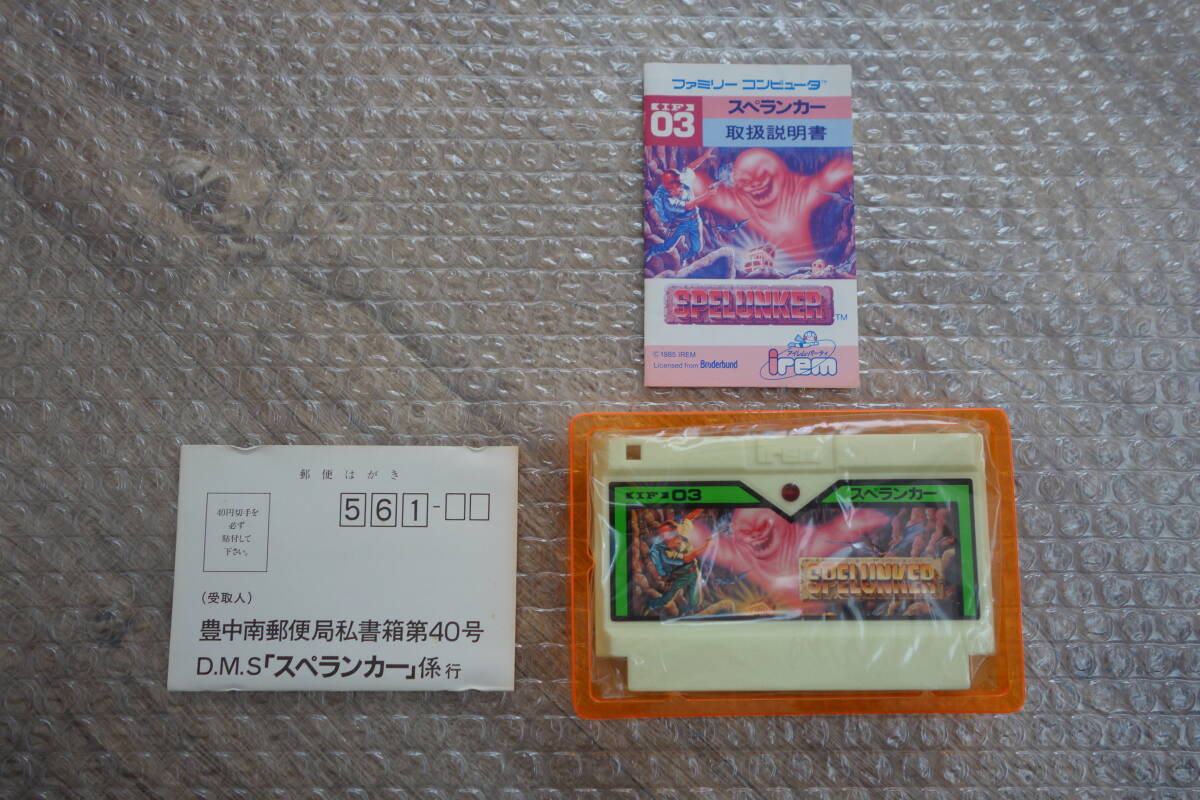 ファミリー コンピュータ™
IF
03
スペランカー
取扱説明書
SPELUNKER
TM
©1985 IREM
Licensed from Brøderbund
アイレムパーティ
irem
郵便はがき
40円切手を
必ず
貼付して
下さい。
561-
(受取人)
豊中南郵便局私書箱第40号
D.M.S「スペランカー」係 行
irem
IF 03
スペランカー
SPELUNKER